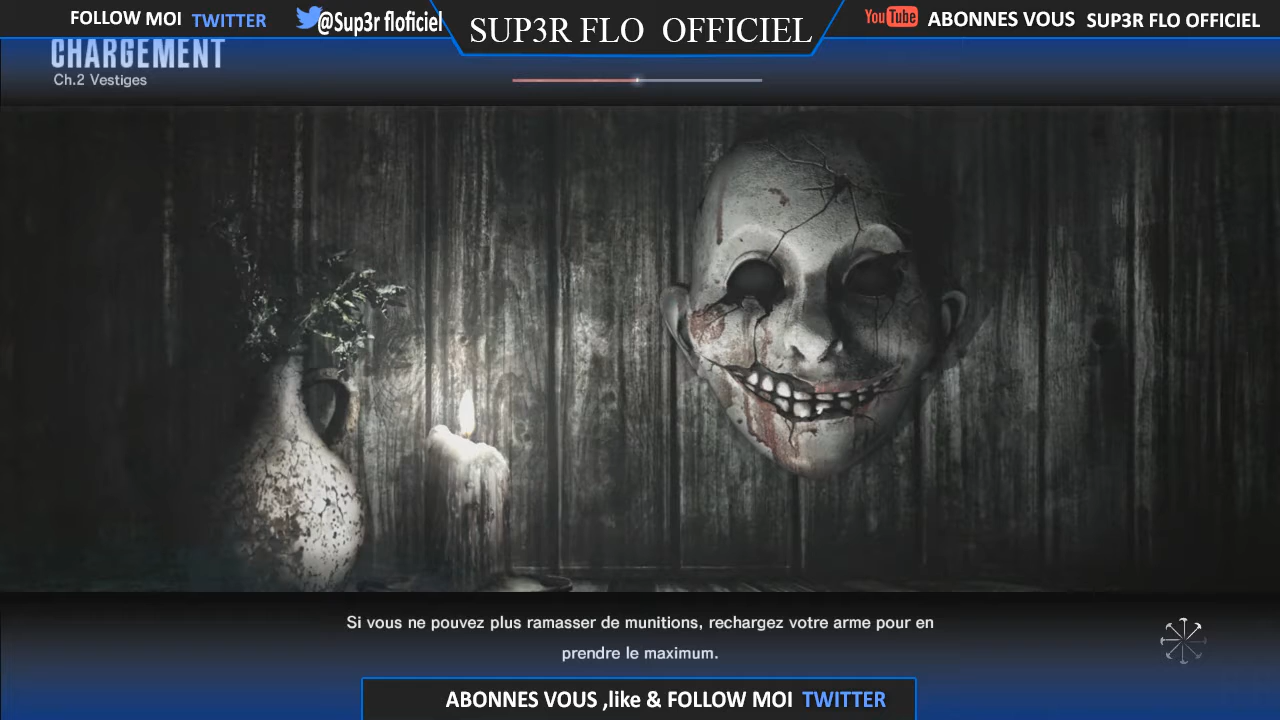 FOLLOW MOI TWITTER @Sup3r floficiel SUP3R FLO OFFICIEL YouTube ABONNES VOUS SUP3R FLO OFFICIEL
CHARGEMENT
Ch.2 Vestiges
Si vous ne pouvez plus ramasser de munitions, rechargez votre arme pour en
prendre le maximum.
ABONNES VOUS ,like & FOLLOW MOI TWITTER